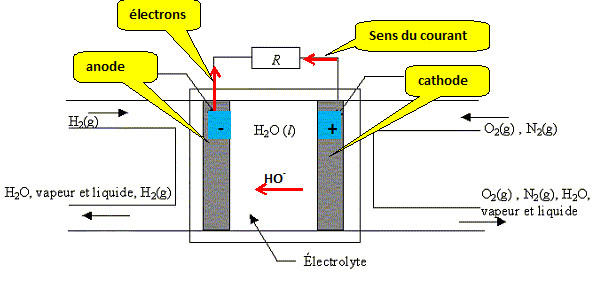 électrons
Sens du courant
R
anode
cathode
H2(g)
-
H2O (l)
+
O2(g) , N2(g)
HO-
H2O, vapeur et liquide, H2(g)
O2(g) , N2(g), H2O,
vapeur et liquide
Électrolyte